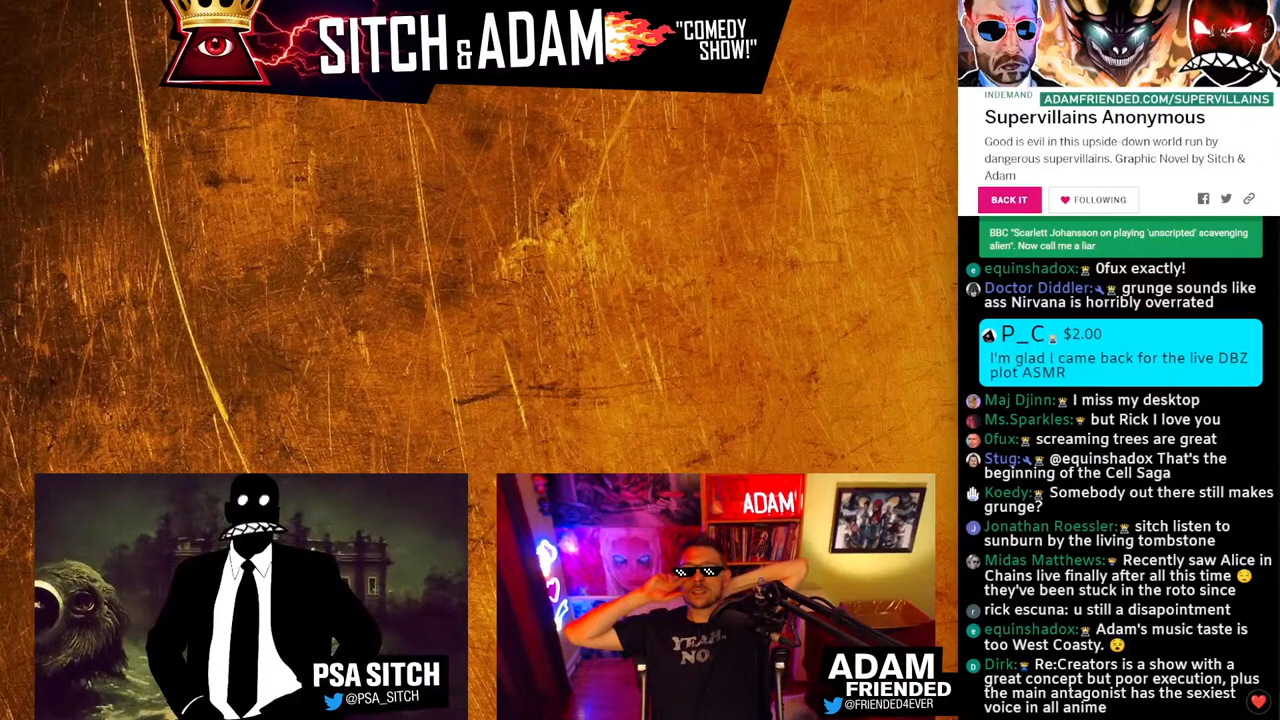 SITCH & ADAM
"COMEDY
SHOW!"
INDEMAND
ADAMFRIENDED.COM/SUPERVILLAINS
Supervillains Anonymous
Good is evil in this upside-down world run by
dangerous supervillains. Graphic Novel by Sitch &
Adam
BACK IT
FOLLOWING
BBC "Scarlett Johansson on playing 'unscripted' scavenging
alien". Now call me a liar
equinshadox: 0fux exactly!
Doctor Diddler: grunge sounds like
ass Nirvana is horribly overrated
P_C $2.00
I'm glad I came back for the live DBZ
plot ASMR
Maj Djinn: I miss my desktop
Ms.Sparkles: but Rick I love you
0fux: screaming trees are great
Stug: @equinshadox That's the
beginning of the Cell Saga
Koedy: Somebody out there still makes
grunge?
Jonathan Roessler: sitch listen to
sunburn by the living tombstone
Midas Matthews: Recently saw Alice in
Chains live finally after all this time 😌
they've been stuck in the roto since
rick escuna: u still a disapointment
equinshadox: Adam's music taste is
too West Coasty. 😵
Dirk: Re:Creators is a show with a
great concept but poor execution, plus
the main antagonist has the sexiest
voice in all anime
PSA SITCH
@PSA_SITCH
ADAM
YEAH,
NO.
ADAM
FRIENDED
@FRIENDED4EVER